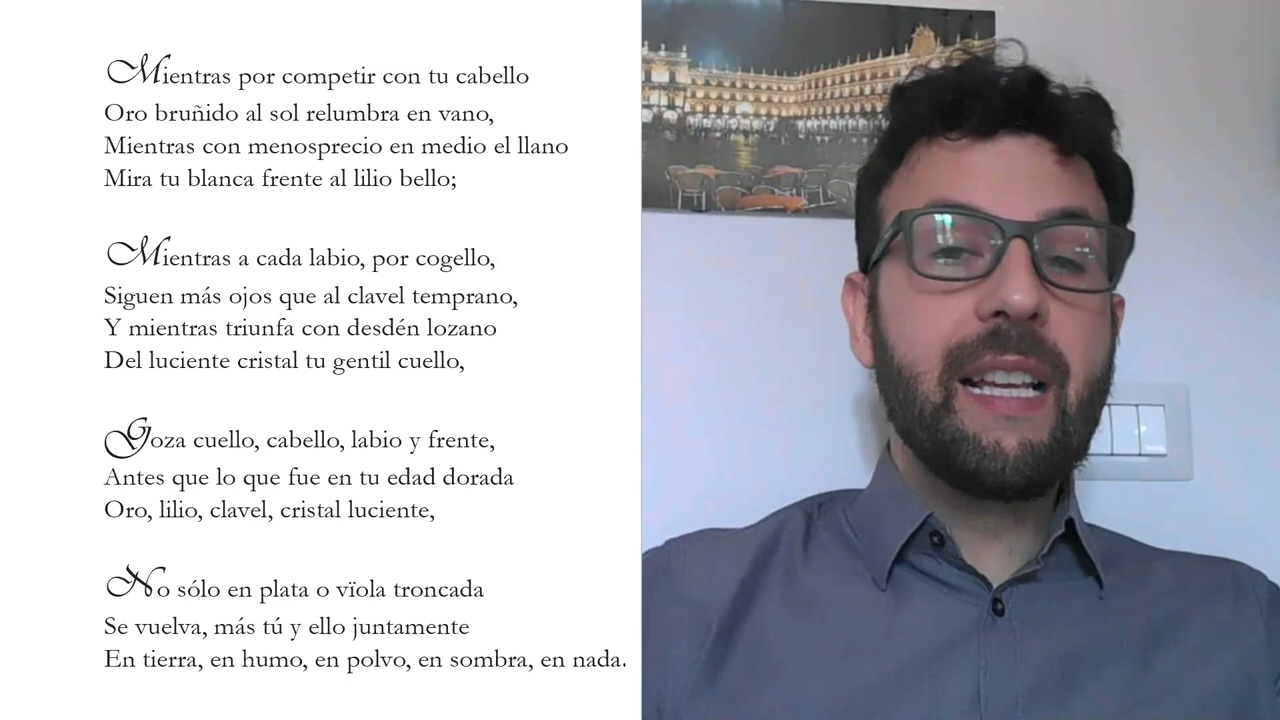 Mientras por competir con tu cabello
Oro bruñido al sol relumbra en vano,
Mientras con menosprecio en medio el llano
Mira tu blanca frente al lilio bello;
Mientras a cada labio, por cogello,
Siguen más ojos que al clavel temprano,
Y mientras triunfa con desdén lozano
Del luciente cristal tu gentil cuello,
Goza cuello, cabello, labio y frente,
Antes que lo que fue en tu edad dorada
Oro, lilio, clavel, cristal luciente,
No sólo en plata o vïola troncada
Se vuelva, más tú y ello juntamente
En tierra, en humo, en polvo, en sombra, en nada.